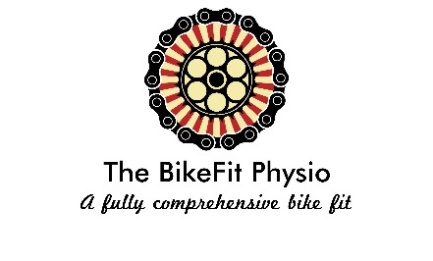 The BikeFit Physio
A fully comprehensive bike fit